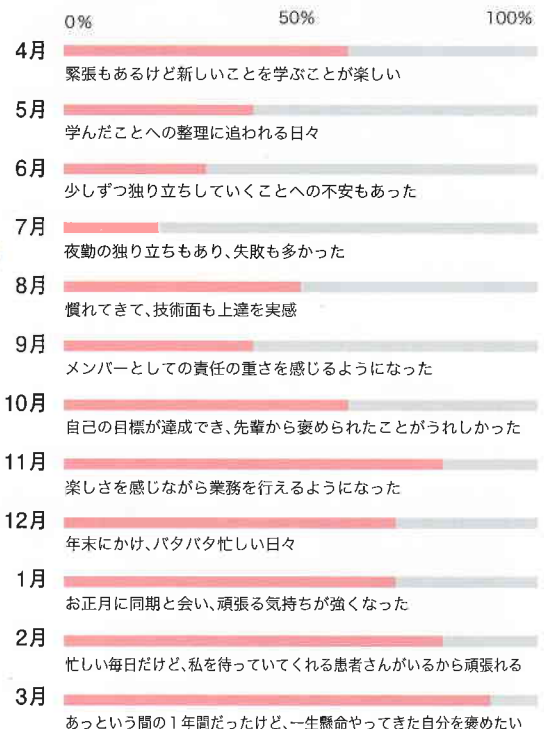 0% 50% 100%
4月
緊張もあるけど新しいことを学ぶことが楽しい
5月
学んだことへの整理に追われる日々
6月
少しずつ独り立ちしていくことへの不安もあった
7月
夜勤の独り立ちもあり、失敗も多かった
8月
慣れてきて、技術面も上達を実感
9月
メンバーとしての責任の重さを感じるようになった
10月
自己の目標が達成でき、先輩から褒められたことがうれしかった
11月
楽しさを感じながら業務を行えるようになった
12月
年末にかけ、バタバタ忙しい日々
1月
お正月に同期と会い、頑張る気持ちが強くなった
2月
忙しい毎日だけど、私を待っていてくれる患者さんがいるから頑張れる
3月
あっという間の1年間だったけど、一生懸命やってきた自分を褒めたい